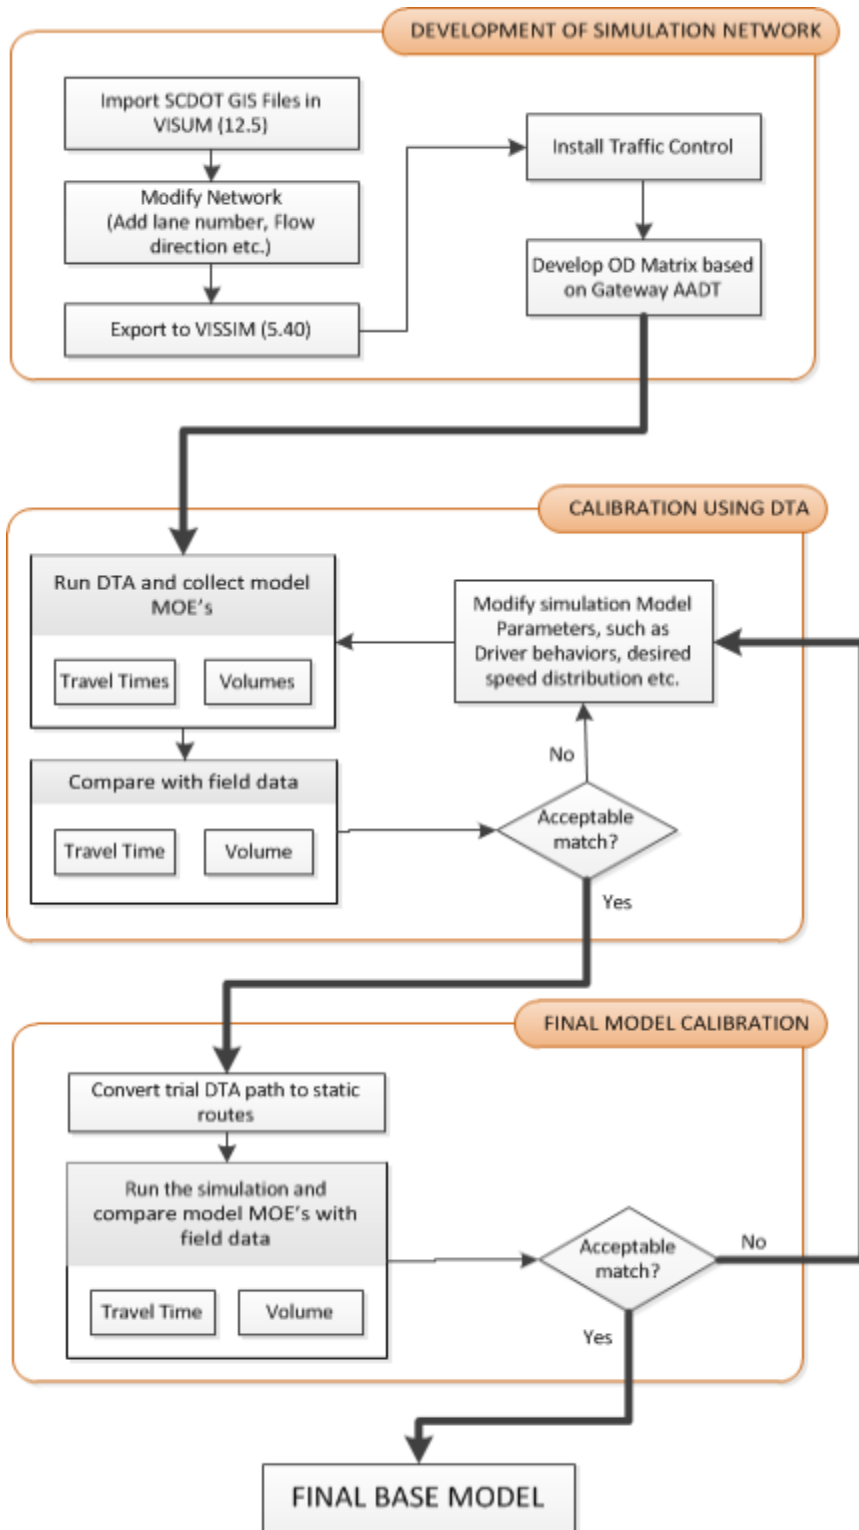 DEVELOPMENT OF SIMULATION NETWORK
Import SCDOT GIS Files in
VISUM (12.5)
Modify Network
(Add lane number, Flow
direction etc.)
Export to VISSIM (5.40)
Install Traffic Control
Develop OD Matrix based
on Gateway AADT
CALIBRATION USING DTA
Run DTA and collect model
MOE's
Travel Times
Volumes
Compare with field data
Travel Time
Volume
Modify simulation Model
Parameters, such as
Driver behaviors, desired
speed distribution etc.
No
Acceptable
match?
Yes
FINAL MODEL CALIBRATION
Convert trial DTA path to static
routes
Run the simulation and
compare model MOE's with
field data
Travel Time
Volume
Acceptable
match?
No
Yes
FINAL BASE MODEL